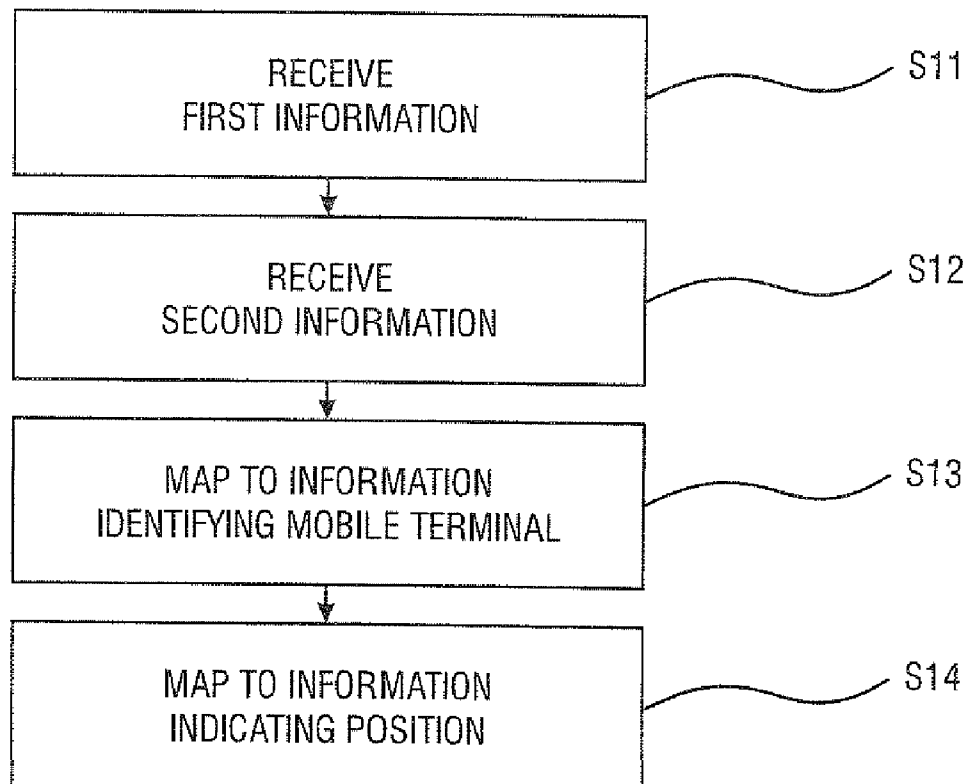 RECEIVE
FIRST INFORMATION
S11
RECEIVE
SECOND INFORMATION
S12
MAP TO INFORMATION
IDENTIFYING MOBILE TERMINAL
S13
MAP TO INFORMATION
INDICATING POSITION
S14